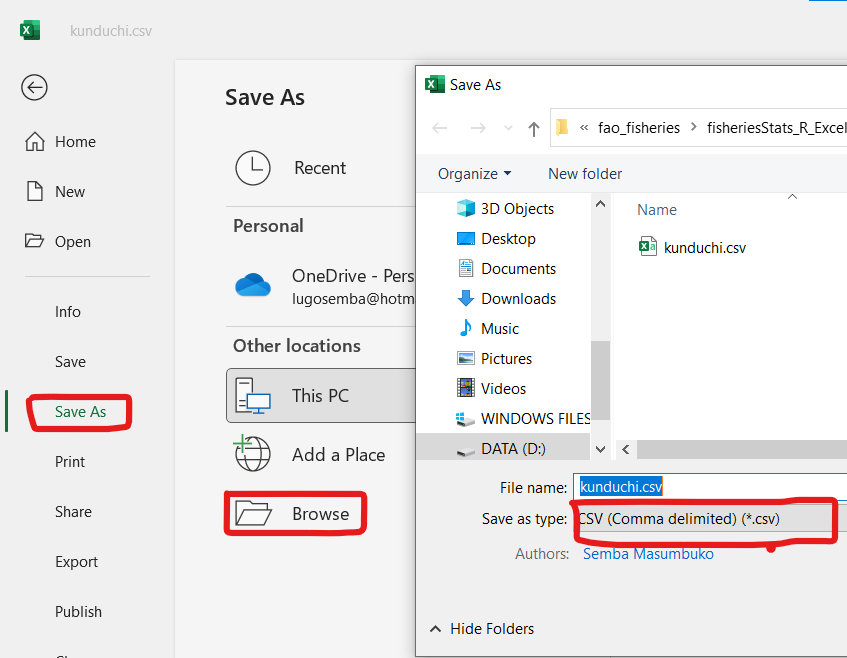 kunduchi.csv
Home
New
Open
Info
Save
Save As
Print
Share
Export
Publish
Save As
Recent
Personal
OneDrive - Pers
lugosemba@hotm
Other locations
This PC
Add a Place
Browse
Save As
« fao_fisheries > fisheriesStats_R_Excel
Organize New folder
3D Objects
Desktop
Documents
Downloads
Music
Pictures
Videos
WINDOWS FILES
DATA (D:)
Name
kunduchi.csv
File name: kunduchi.csv
Save as type: CSV (Comma delimited) (*.csv)
Authors: Semba Masumbuko
Hide Folders